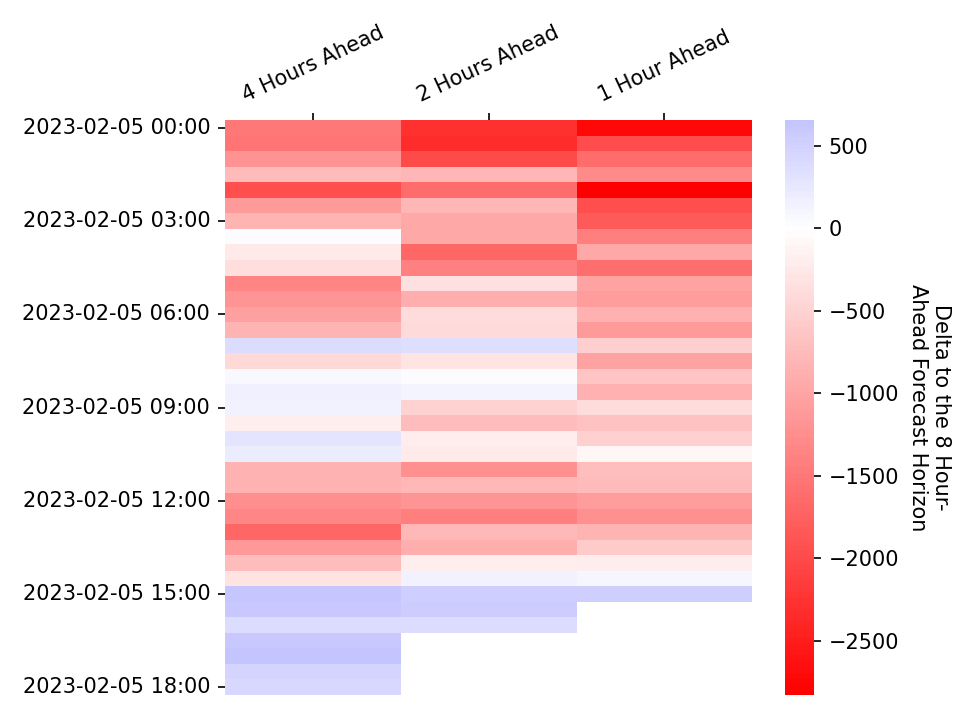 4 Hours Ahead
2 Hours Ahead
1 Hour Ahead
2023-02-05 00:00
2023-02-05 03:00
2023-02-05 06:00
2023-02-05 09:00
2023-02-05 12:00
2023-02-05 15:00
2023-02-05 18:00
500
0
−500
−1000
−1500
−2000
−2500
Delta to the 8 Hour-
Ahead Forecast Horizon